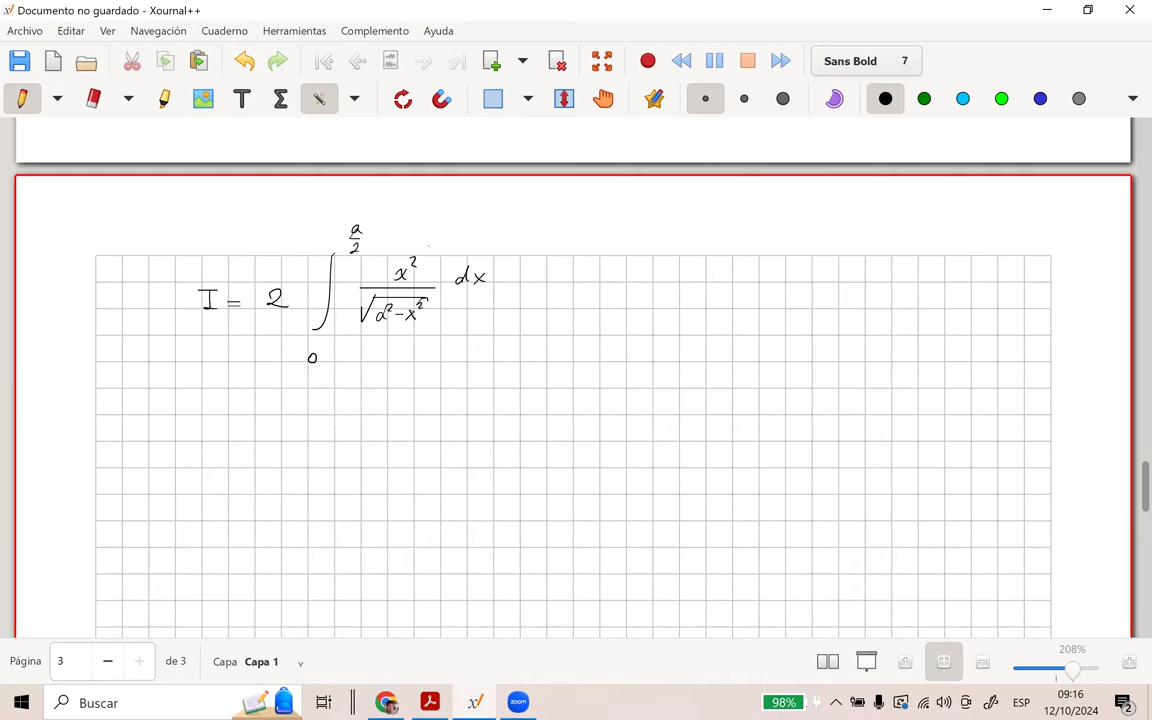 Documento no guardado - Xournal++
Archivo Editar Ver Navegación Cuaderno Herramientas Complemento Ayuda
Sans Bold 7
I = 2 ∫₀^{a/2} x² / √(a² − x²) dx
Página 3 de 3 Capa Capa 1 208%
Buscar
98% ESP 09:16
12/10/2024
2
zoom